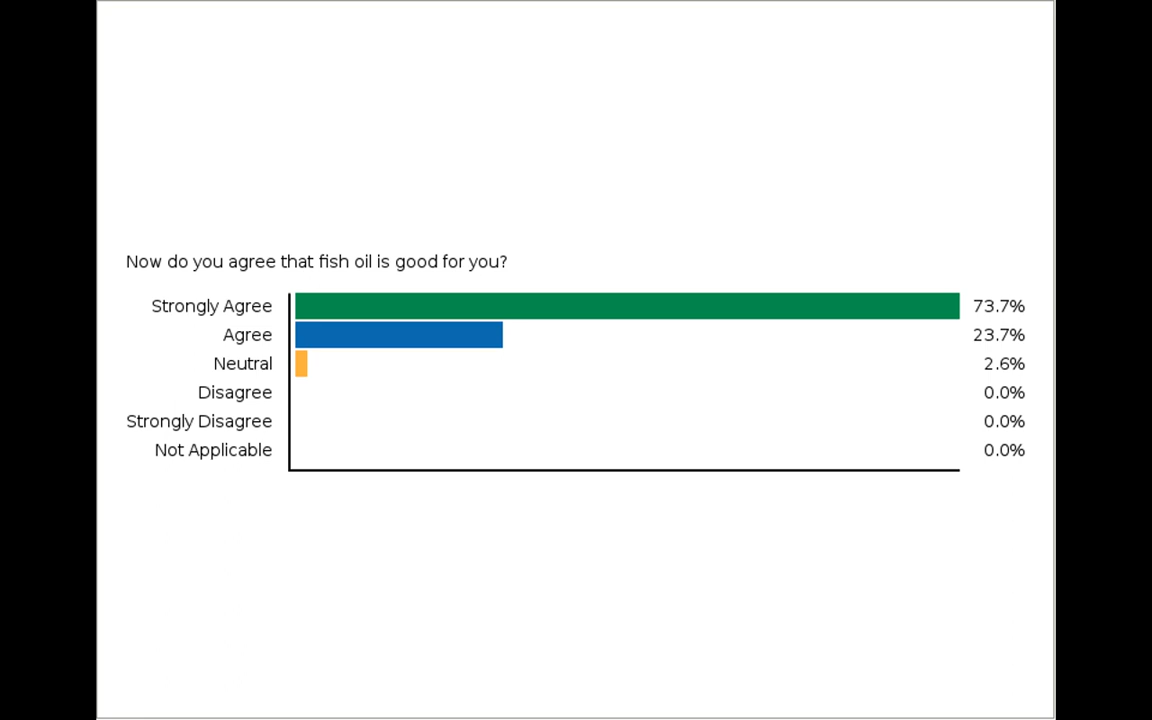 Now do you agree that fish oil is good for you?
Strongly Agree 73.7%
Agree 23.7%
Neutral 2.6%
Disagree 0.0%
Strongly Disagree 0.0%
Not Applicable 0.0%